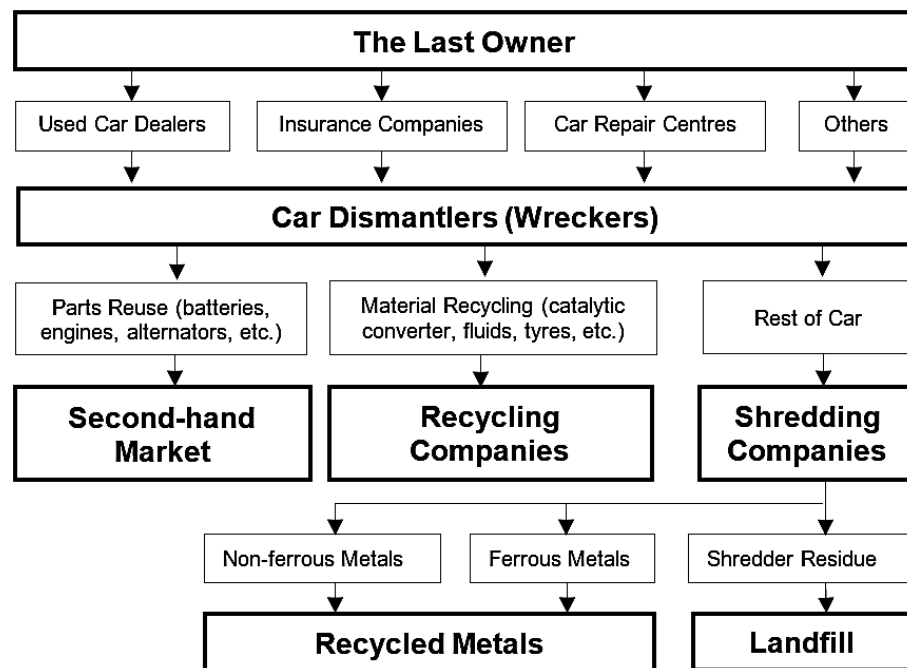 The Last Owner
Used Car Dealers
Insurance Companies
Car Repair Centres
Others
Car Dismantlers (Wreckers)
Parts Reuse (batteries,
engines, alternators, etc.)
Material Recycling (catalytic
converter, fluids, tyres, etc.)
Rest of Car
Second-hand
Market
Recycling
Companies
Shredding
Companies
Non-ferrous Metals
Ferrous Metals
Shredder Residue
Recycled Metals
Landfill